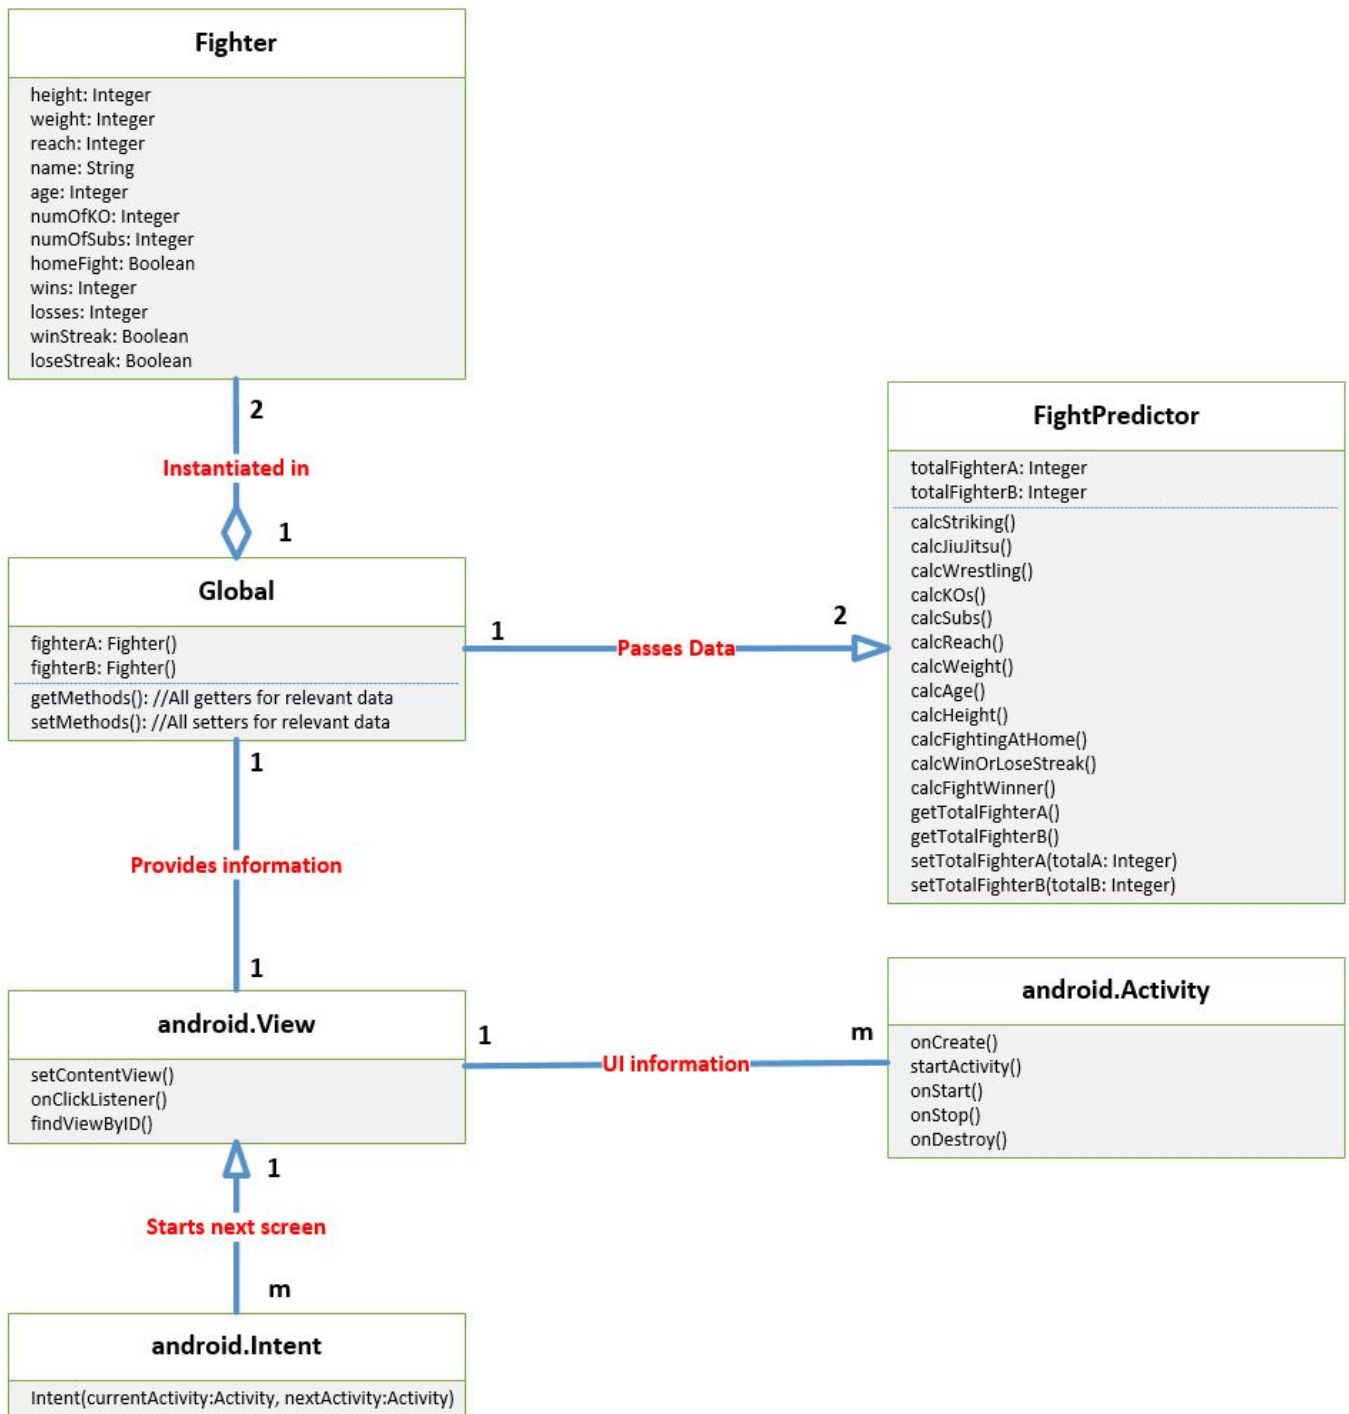 Fighter
height: Integer
weight: Integer
reach: Integer
name: String
age: Integer
numOfKO: Integer
numOfSubs: Integer
homeFight: Boolean
wins: Integer
losses: Integer
winStreak: Boolean
loseStreak: Boolean
2
Instantiated in
1
Global
fighterA: Fighter()
fighterB: Fighter()
getMethods(): //All getters for relevant data
setMethods(): //All setters for relevant data
1
Passes Data
2
FightPredictor
totalFighterA: Integer
totalFighterB: Integer
calcStriking()
calcJiuJitsu()
calcWrestling()
calcKOs()
calcSubs()
calcReach()
calcWeight()
calcAge()
calcHeight()
calcFightingAtHome()
calcWinOrLoseStreak()
calcFightWinner()
getTotalFighterA()
getTotalFighterB()
setTotalFighterA(totalA: Integer)
setTotalFighterB(totalB: Integer)
1
Provides information
1
android.View
setContentView()
onClickListener()
findViewByID()
1
UI information
m
android.Activity
onCreate()
startActivity()
onStart()
onStop()
onDestroy()
1
Starts next screen
m
android.Intent
Intent(currentActivity:Activity, nextActivity:Activity)